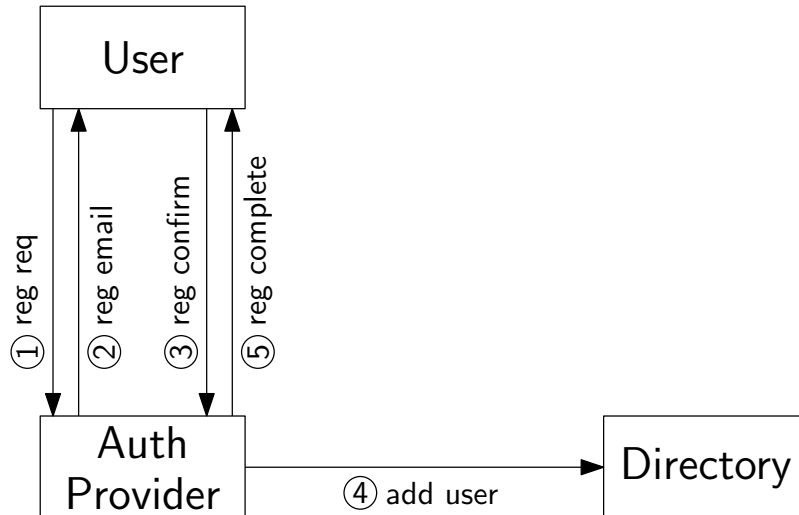 User
① reg req
② reg email
③ reg confirm
⑤ reg complete
Auth
Provider
④ add user
Directory